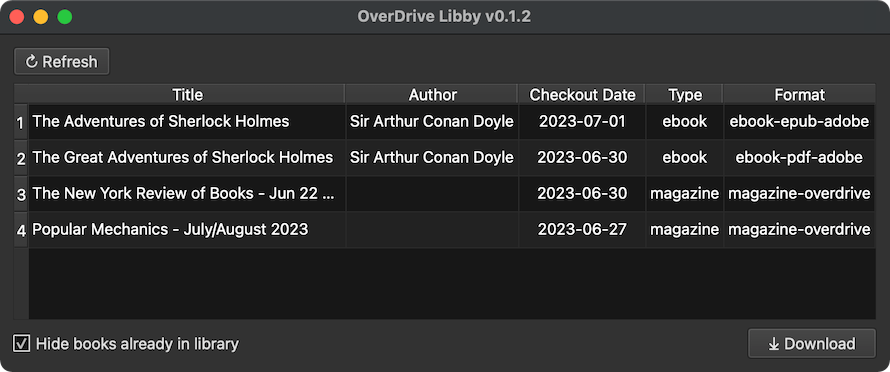 OverDrive Libby v0.1.2
Refresh
Title Author Checkout Date Type Format
1 The Adventures of Sherlock Holmes Sir Arthur Conan Doyle 2023-07-01 ebook ebook-epub-adobe
2 The Great Adventures of Sherlock Holmes Sir Arthur Conan Doyle 2023-06-30 ebook ebook-pdf-adobe
3 The New York Review of Books - Jun 22 ... 2023-06-30 magazine magazine-overdrive
4 Popular Mechanics - July/August 2023 2023-06-27 magazine magazine-overdrive
Hide books already in library Download